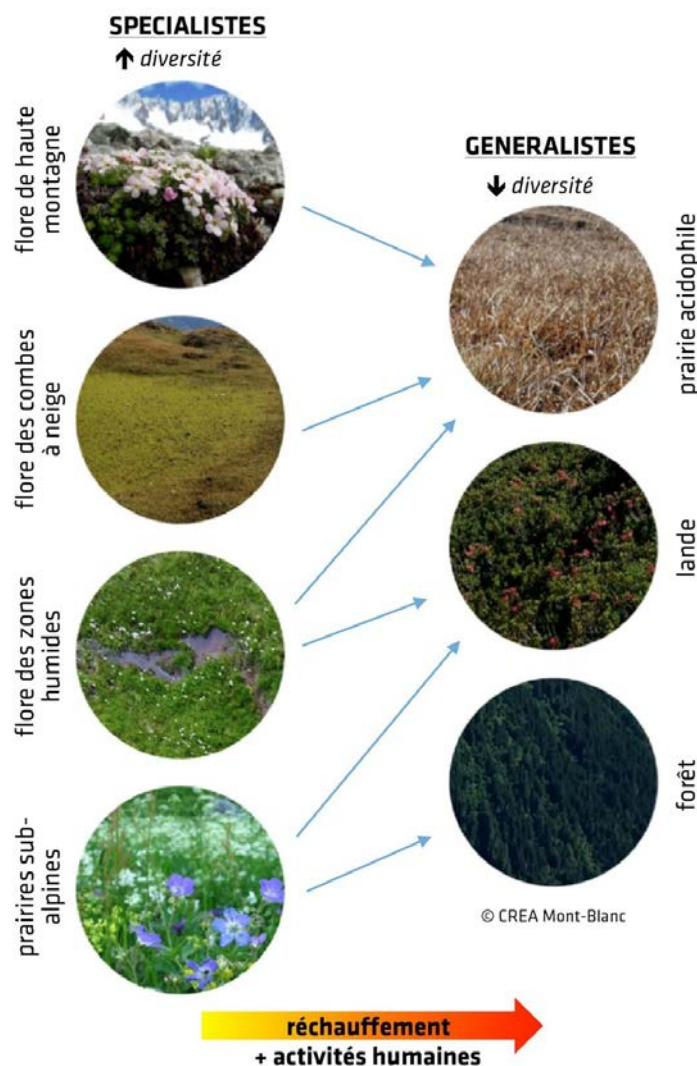 SPECIALISTES
↑ diversité
flore de haute
montagne
flore des combes
à neige
flore des zones
humides
prairires sub-
alpines
GENERALISTES
↓ diversité
prairie acidophile
lande
forêt
© CREA Mont-Blanc
réchauffement
+ activités humaines